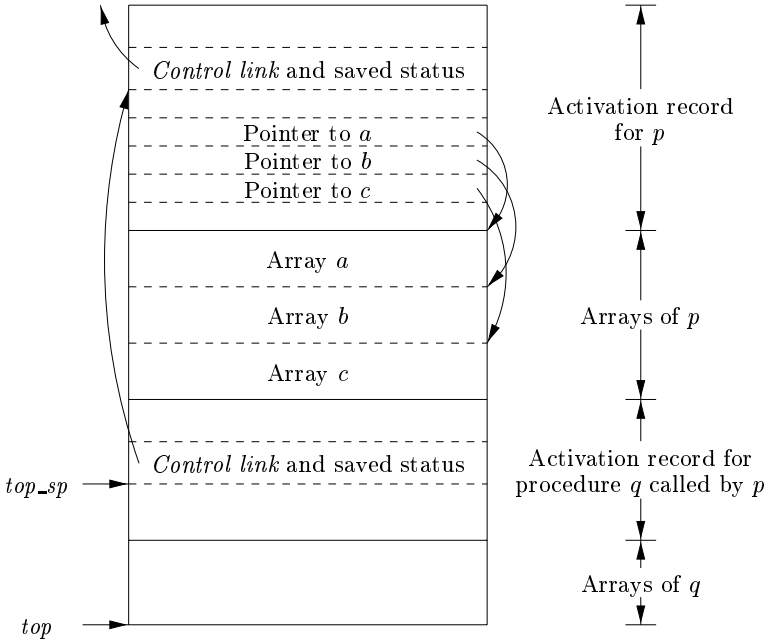 Control link and saved status
Activation record
for p
Pointer to a
Pointer to b
Pointer to c
Array a
Array b
Arrays of p
Array c
Control link and saved status
Activation record for
procedure q called by p
top_sp
Arrays of q
top